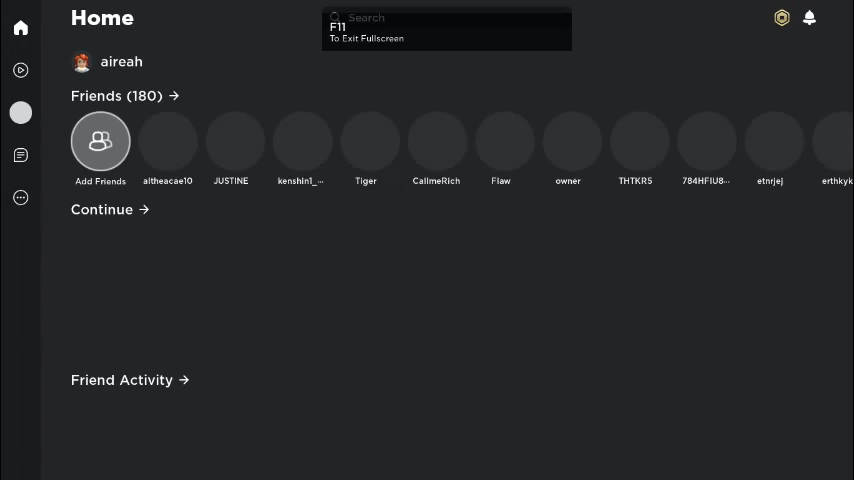 Home
Search
F11
To Exit Fullscreen
aireah
Friends (180)
Add Friends
altheacae10
JUSTINE
kenshin1_...
Tiger
CallmeRich
Flaw
owner
THTKR5
784HFIU8...
etnrjej
erthkyk
Continue
Friend Activity